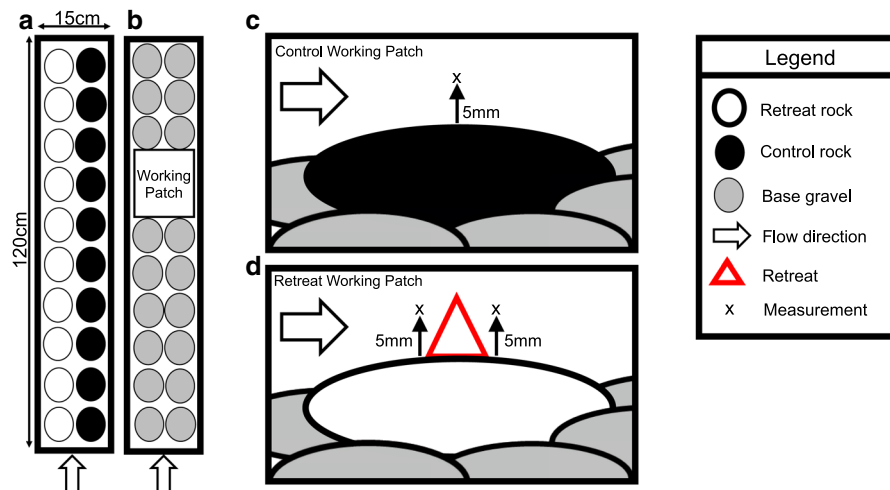 a
15cm
b
120cm
Working
Patch
c
Control Working Patch
x
5mm
d
Retreat Working Patch
x
x
5mm
5mm
Legend
Retreat rock
Control rock
Base gravel
Flow direction
Retreat
x
Measurement